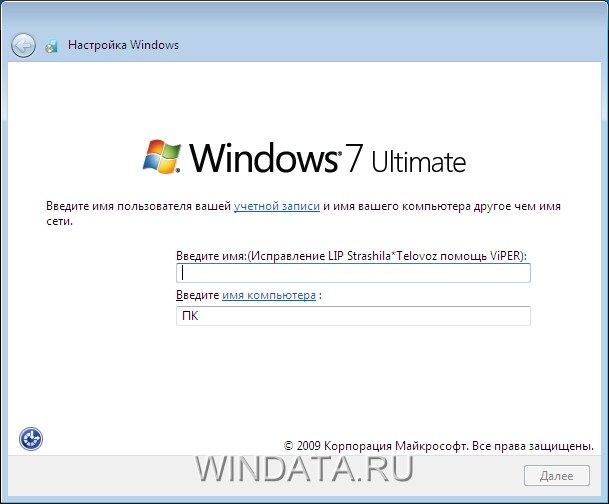 Настройка Windows
Windows 7 Ultimate
Введите имя пользователя вашей учетной записи и имя вашего компьютера другое чем имя
сети.
Введите имя:(Исправление LIP Strashila*Telovoz помощь ViPER):
Введите имя компьютера :
ПК
© 2009 Корпорация Майкрософт. Все права защищены.
WINDATA.RU
Далее